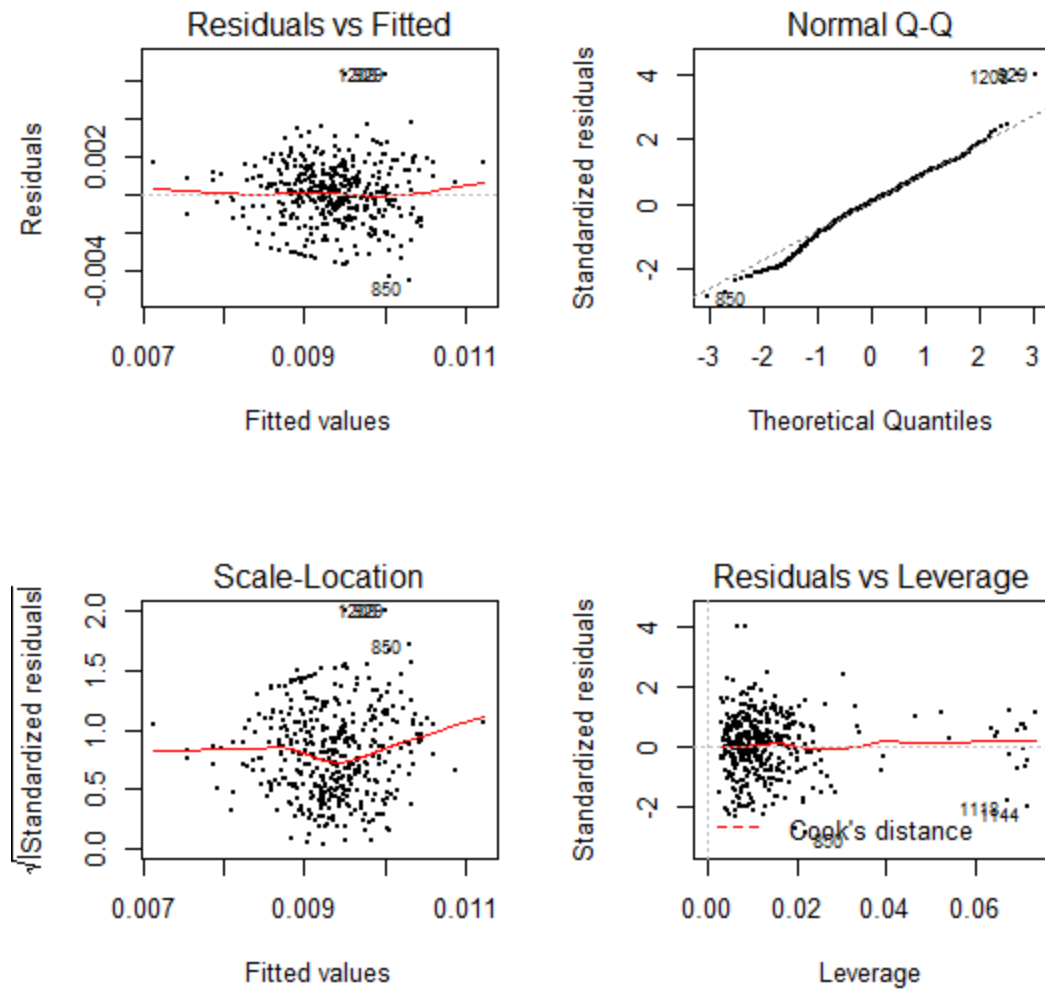 Residuals vs Fitted
Residuals
0.002
-0.004
850
0.007
0.009
0.011
Fitted values
Normal Q-Q
Standardized residuals
4
2
0
-2
850
-3
-2
-1
0
1
2
3
Theoretical Quantiles
Scale-Location
√|Standardized residuals|
2.0
1.5
1.0
0.5
0.0
850
0.007
0.009
0.011
Fitted values
Residuals vs Leverage
Standardized residuals
4
2
0
-2
1118
1144
Cook's distance
850
0.00
0.02
0.04
0.06
Leverage